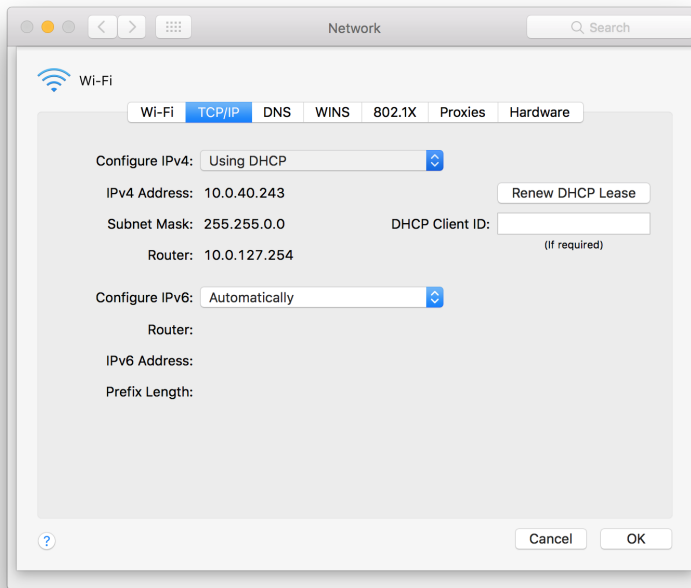 Network
Search
Wi-Fi
Wi-Fi TCP/IP DNS WINS 802.1X Proxies Hardware
Configure IPv4: Using DHCP
IPv4 Address: 10.0.40.243 Renew DHCP Lease
Subnet Mask: 255.255.0.0 DHCP Client ID:
(If required)
Router: 10.0.127.254
Configure IPv6: Automatically
Router:
IPv6 Address:
Prefix Length:
? Cancel OK